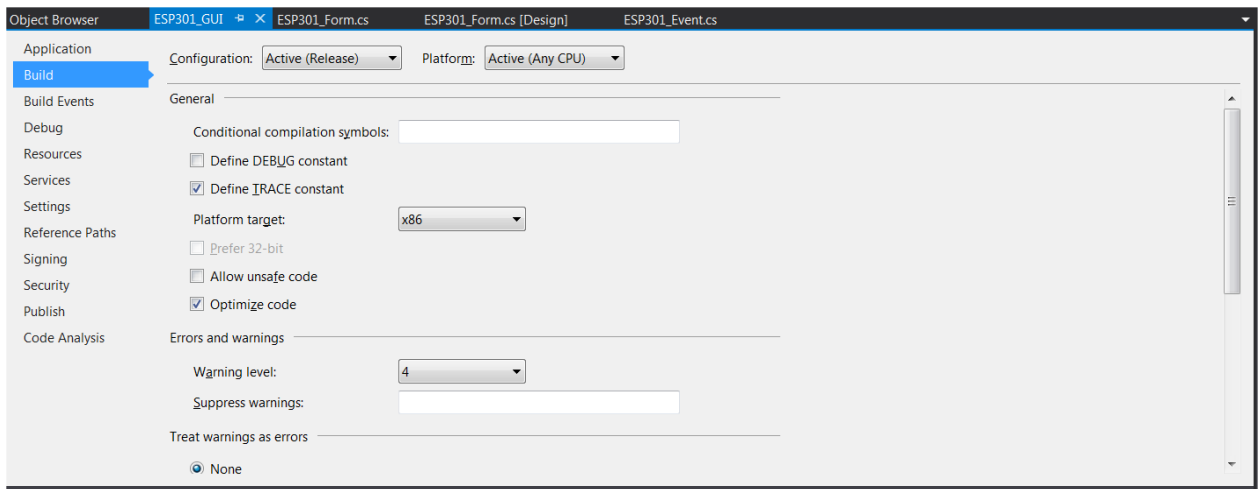 Object Browser ESP301_GUI ESP301_Form.cs ESP301_Form.cs [Design] ESP301_Event.cs
Application
Build
Build Events
Debug
Resources
Services
Settings
Reference Paths
Signing
Security
Publish
Code Analysis
Configuration: Active (Release) Platform: Active (Any CPU)
General
Conditional compilation symbols:
Define DEBUG constant
Define TRACE constant
Platform target: x86
Prefer 32-bit
Allow unsafe code
Optimize code
Errors and warnings
Warning level: 4
Suppress warnings:
Treat warnings as errors
None